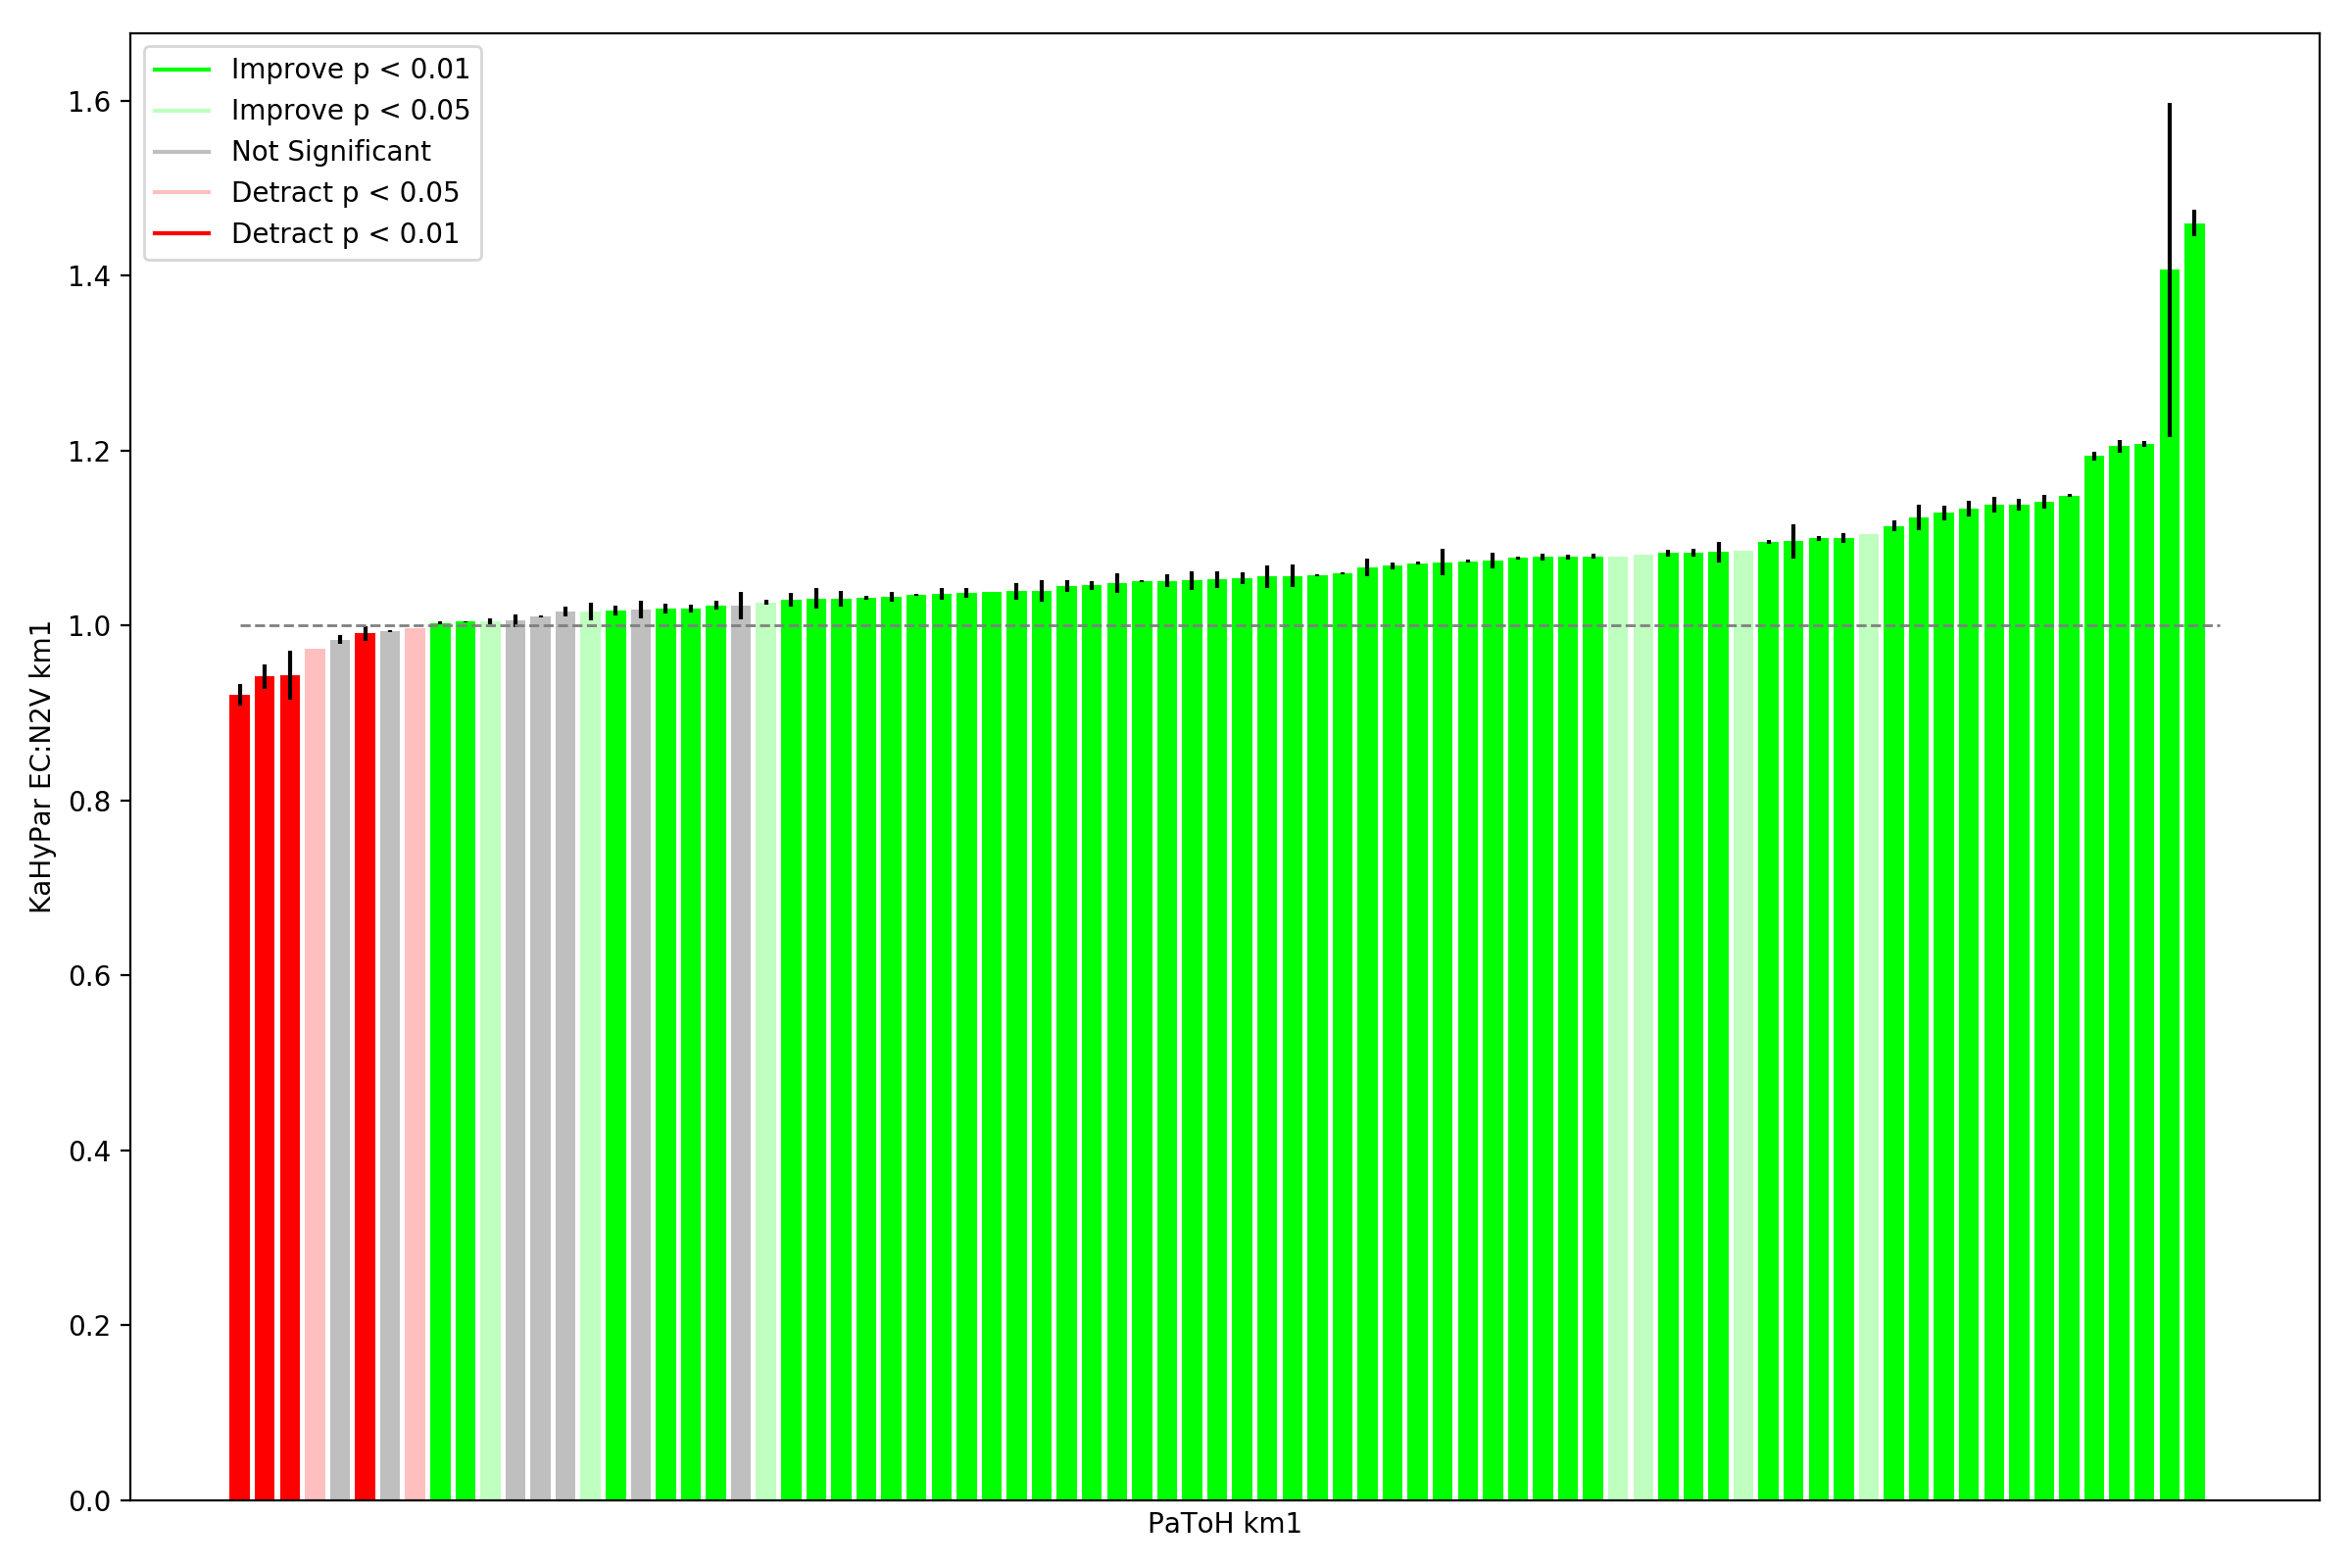 Improve p < 0.01
Improve p < 0.05
Not Significant
Detract p < 0.05
Detract p < 0.01
1.6
1.4
1.2
1.0
0.8
0.6
0.4
0.2
0.0
KaHyPar EC:N2V km1
PaToH km1